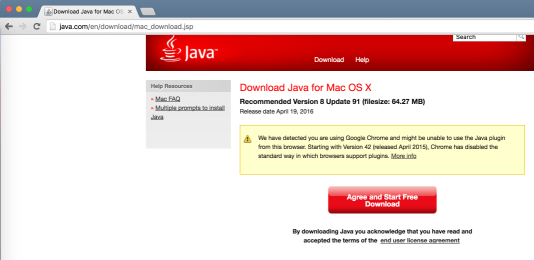 Download Java for Mac OS
java.com/en/download/mac_download.jsp
Search
Java™
Download Help
Help Resources
» Mac FAQ
» Multiple prompts to install
Java
Download Java for Mac OS X
Recommended Version 8 Update 91 (filesize: 64.27 MB)
Release date April 19, 2016
We have detected you are using Google Chrome and might be unable to use the Java plugin
from this browser. Starting with Version 42 (released April 2015), Chrome has disabled the
standard way in which browsers support plugins. More info
Agree and Start Free
Download
By downloading Java you acknowledge that you have read and
accepted the terms of the end user license agreement